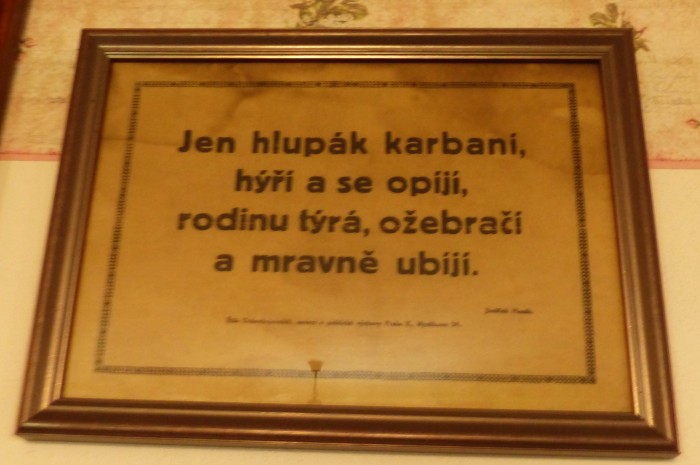 Jen hlupák karbaní,
hýří a se opíjí,
rodinu týrá, ožebračí
a mravně ubíjí.